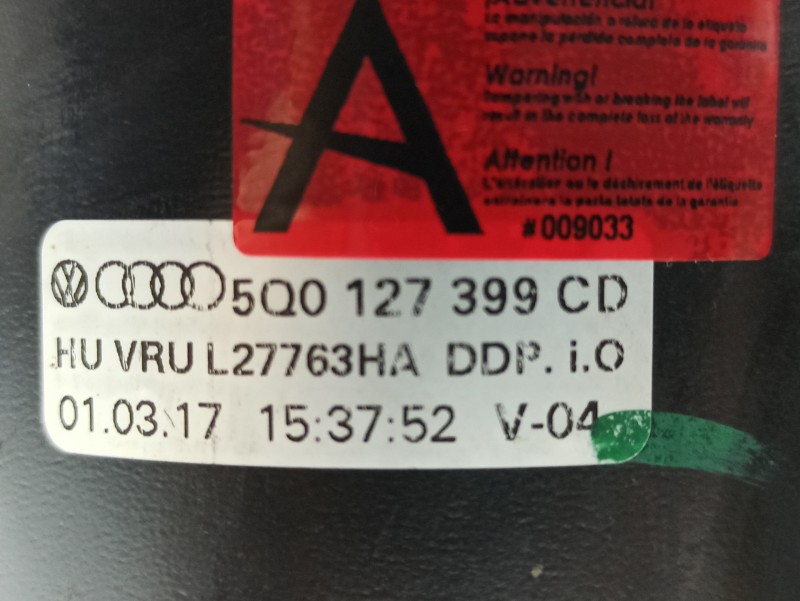 ¡Advertencia!
La manipulación o rotura de la etiqueta
supone la pérdida completa de la garantía
Warning!
Tampering with or breaking the label will
result in the complete loss of the warranty
Attention !
L'altération ou le déchirement de l'étiquette
entraînera la perte totale de la garantie
A
#009033
5Q0 127 399 CD
HU VRU L27763HA DDP. i.O
01.03.17 15:37:52 V-04